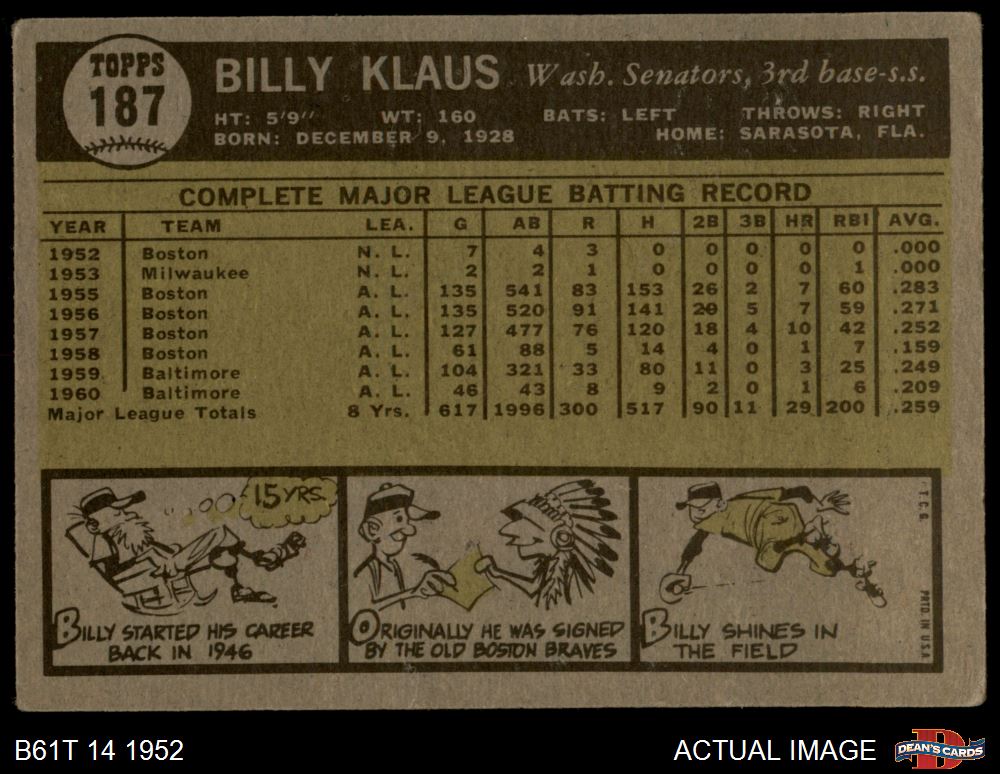 TOPPS
187
BILLY KLAUS Wash. Senators, 3rd base-s.s.
HT: 5'9" WT: 160 BATS: LEFT THROWS: RIGHT
BORN: DECEMBER 9, 1928 HOME: SARASOTA, FLA.
COMPLETE MAJOR LEAGUE BATTING RECORD
YEAR TEAM LEA. G AB R H 2B 3B HR RBI AVG.
1952 Boston N. L. 7 4 3 0 0 0 0 0 .000
1953 Milwaukee N. L. 2 2 1 0 0 0 0 1 .000
1955 Boston A. L. 135 541 83 153 26 2 7 60 .283
1956 Boston A. L. 135 520 91 141 29 5 7 59 .271
1957 Boston A. L. 127 477 76 120 18 4 10 42 .252
1958 Boston A. L. 61 88 5 14 4 0 1 7 .159
1959 Baltimore A. L. 104 321 33 80 11 0 3 25 .249
1960 Baltimore A. L. 46 43 8 9 2 0 1 6 .209
Major League Totals 8 Yrs. 617 1996 300 517 90 11 29 200 .259
15 YRS.
BILLY STARTED HIS CAREER
BACK IN 1946
ORIGINALLY HE WAS SIGNED
BY THE OLD BOSTON BRAVES
BILLY SHINES IN
THE FIELD
T.C.G.
PRTD. IN U.S.A.
B61T 14 1952
ACTUAL IMAGE
D
DEAN'S CARDS